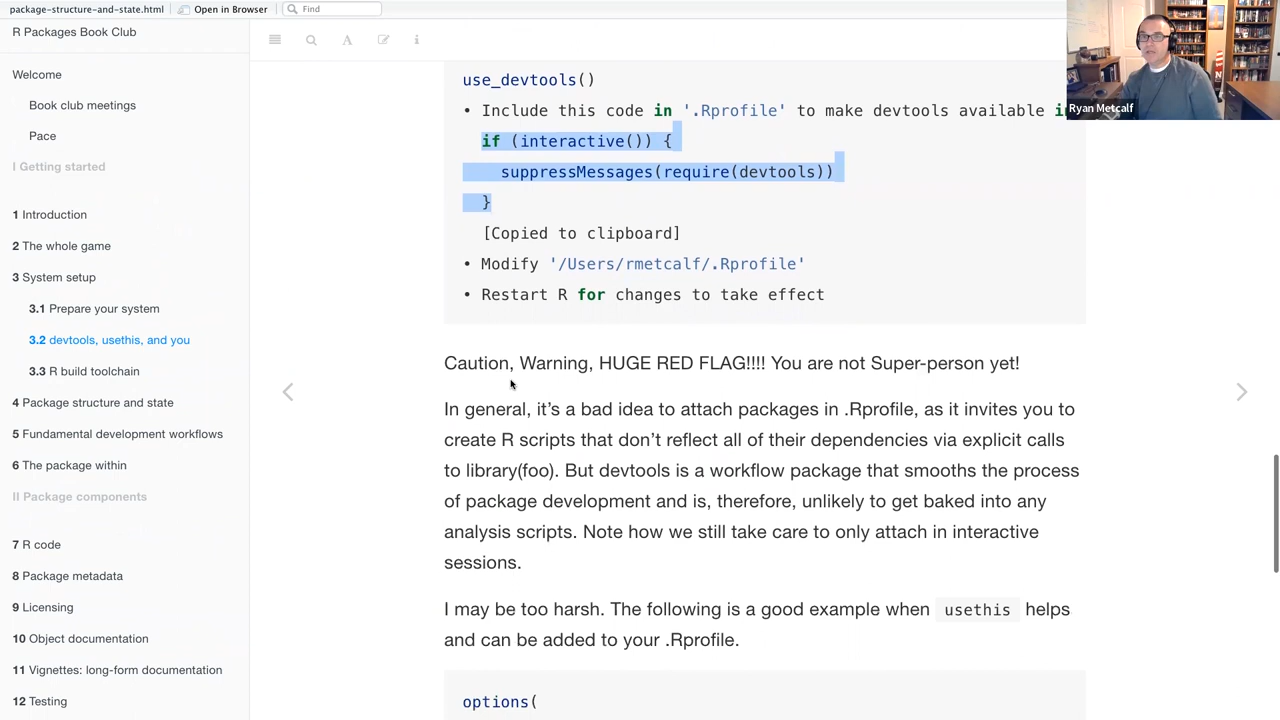 package-structure-and-state.html
Open in Browser
Find
R Packages Book Club
Welcome
Book club meetings
Pace
I Getting started
1 Introduction
2 The whole game
3 System setup
3.1 Prepare your system
3.2 devtools, usethis, and you
3.3 R build toolchain
4 Package structure and state
5 Fundamental development workflows
6 The package within
II Package components
7 R code
8 Package metadata
9 Licensing
10 Object documentation
11 Vignettes: long-form documentation
12 Testing
use_devtools()
• Include this code in '.Rprofile' to make devtools available
if (interactive()) {
suppressMessages(require(devtools))
}
[Copied to clipboard]
• Modify '/Users/rmetcalf/.Rprofile'
• Restart R for changes to take effect
Caution, Warning, HUGE RED FLAG!!!! You are not Super-person yet!
In general, it's a bad idea to attach packages in .Rprofile, as it invites you to
create R scripts that don't reflect all of their dependencies via explicit calls
to library(foo). But devtools is a workflow package that smooths the process
of package development and is, therefore, unlikely to get baked into any
analysis scripts. Note how we still take care to only attach in interactive
sessions.
I may be too harsh. The following is a good example when usethis helps
and can be added to your .Rprofile.
options(
Ryan Metcalf